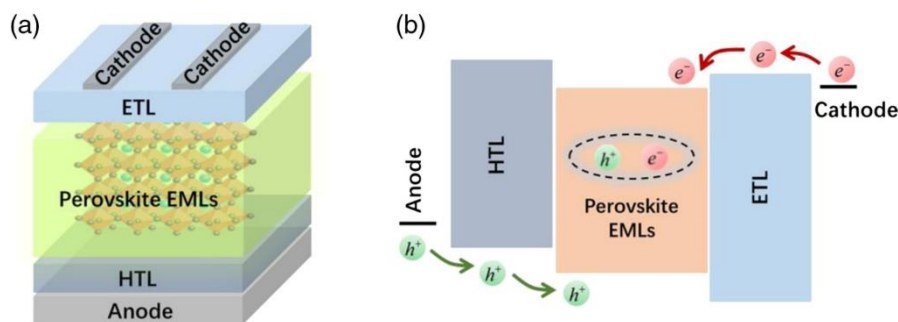 (a)
Cathode
Cathode
ETL
Perovskite EMLs
HTL
Anode
(b)
e⁻
e⁻
e⁻
Cathode
HTL
Anode
h⁺
e⁻
Perovskite
EMLs
ETL
h⁺
h⁺
h⁺